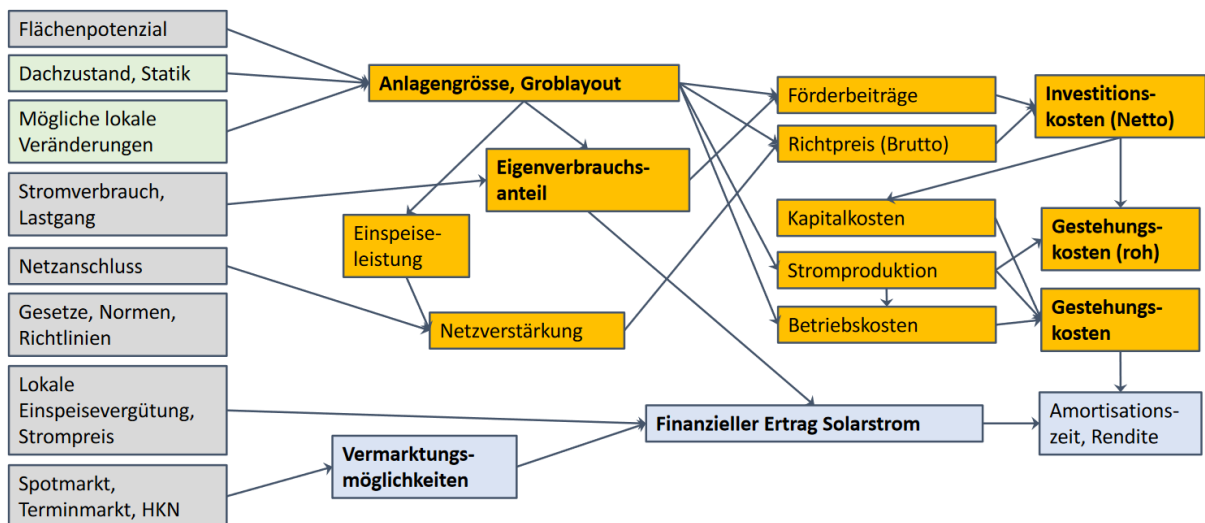 Flächenpotenzial
Dachzustand, Statik
Mögliche lokale
Veränderungen
Stromverbrauch,
Lastgang
Netzanschluss
Gesetze, Normen,
Richtlinien
Lokale
Einspeisevergütung,
Strompreis
Spotmarkt,
Terminmarkt, HKN
Anlagengrösse, Groblayout
Eigenverbrauchs-
anteil
Einspeise-
leistung
Netzverstärkung
Vermarktungs-
möglichkeiten
Finanzieller Ertrag Solarstrom
Förderbeiträge
Richtpreis (Brutto)
Kapitalkosten
Stromproduktion
Betriebskosten
Investitions-
kosten (Netto)
Gestehungs-
kosten (roh)
Gestehungs-
kosten
Amortisations-
zeit, Rendite